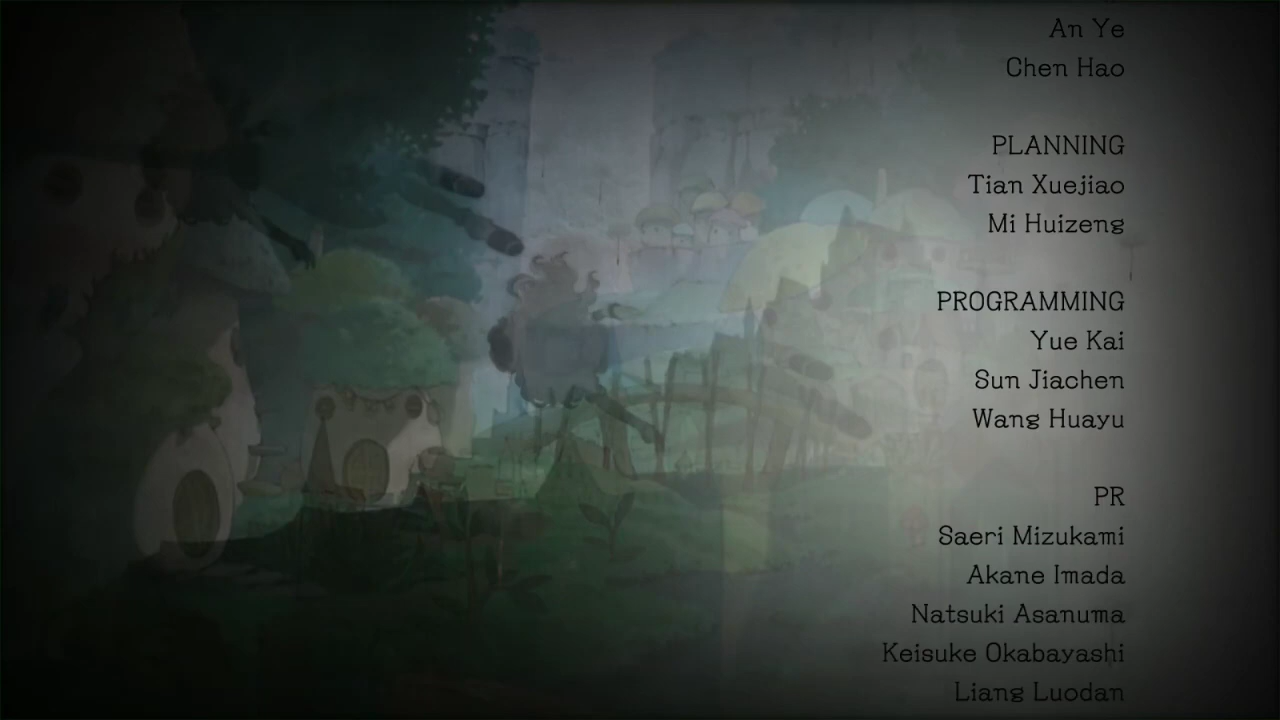 An Ye
Chen Hao
PLANNING
Tian Xuejiao
Mi Huizeng
PROGRAMMING
Yue Kai
Sun Jiachen
Wang Huayu
PR
Saeri Mizukami
Akane Imada
Natsuki Asanuma
Keisuke Okabayashi
Liang Luodan